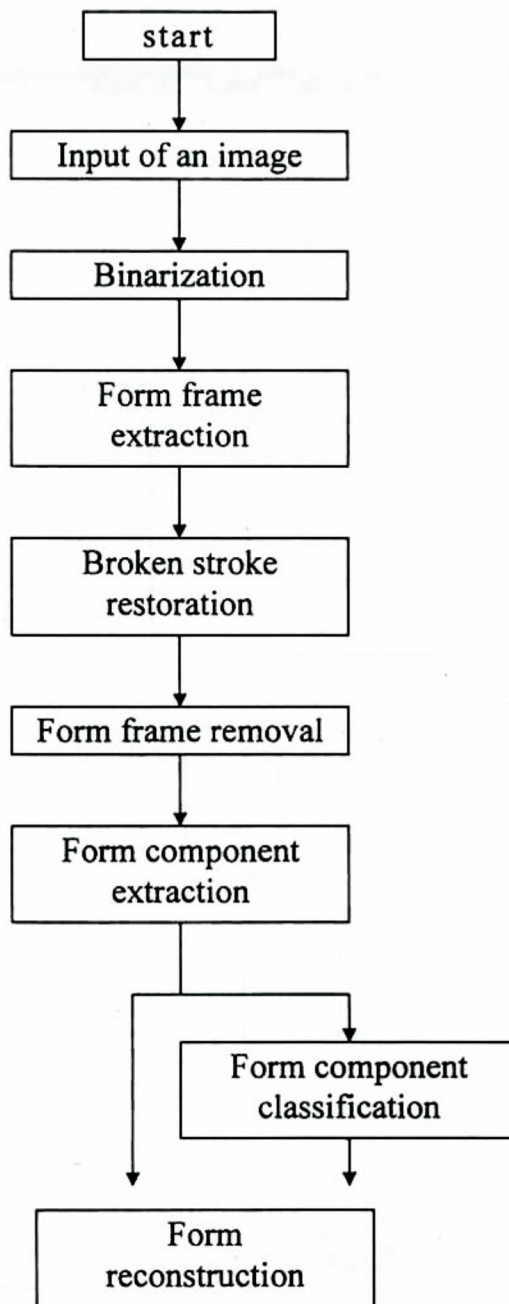 start
Input of an image
Binarization
Form frame
extraction
Broken stroke
restoration
Form frame removal
Form component
extraction
Form component
classification
Form
reconstruction